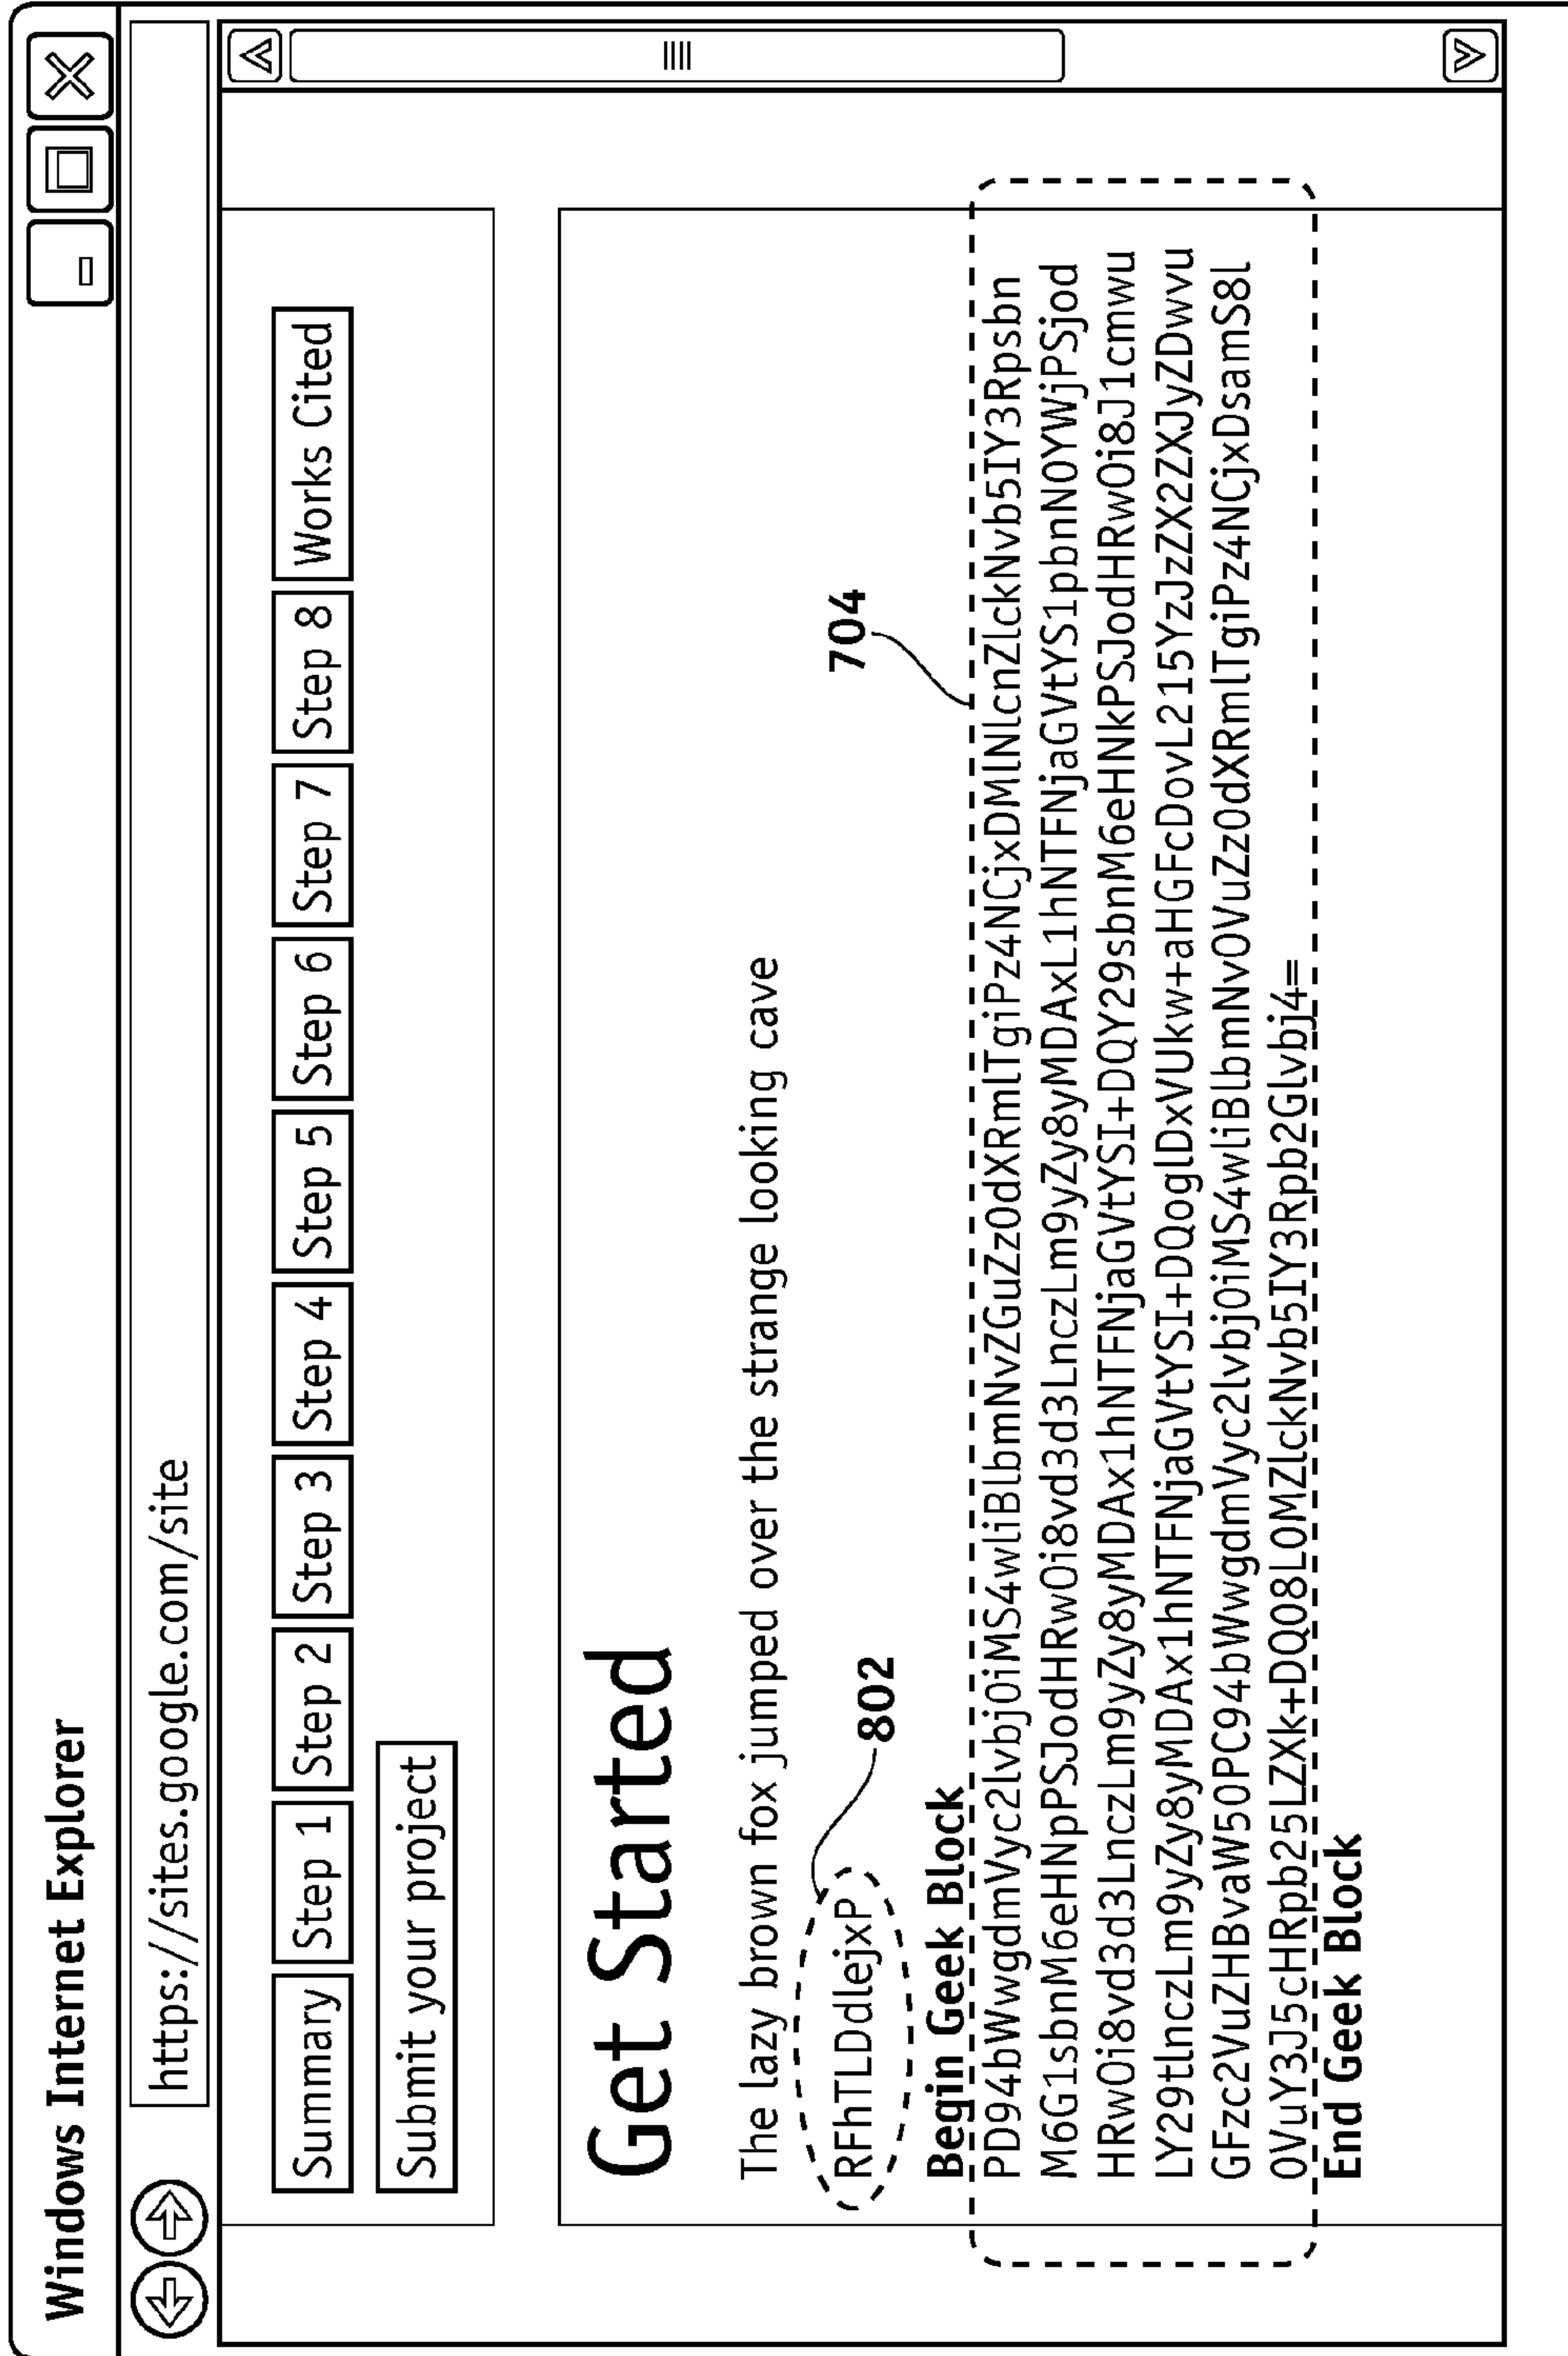 Windows Internet Explorer
https://sites.google.com/site
Summary Step 1 Step 2 Step 3 Step 4 Step 5 Step 6 Step 7 Step 8 Works Cited
Submit your project
Get Started
The lazy brown fox jumped over the strange looking cave
RFhTLDdlejxP
802
704
Begin Geek Block
PD94bWwgdmVyc2lvbj0iMS4wliBlbmNvZGuZz0dXRmlTgiPz4NCjxDMlNlcnZlckNvb5IY3Rpsbn
M6G1sbnM6eHNpPSJodHRwOi8vd3d3LnczLm9yZy8yMDAxL1hNTFNjaGVtYS1pbnN0YWjPSjod
HRwOi8vd3d3LnczLm9yZy8yMDAx1hNTFNjaGVtYSI+DQY29sbnM6eHNkPSJodHRwOi8J1cmwu
LY29tlnczLm9yZy8yMDAx1hNTFNjaGVtYSI+DQoglDxVUkw+aHGFcDovL215YzJzZX2ZXJyZDwvu
GFzc2VuZHBvaW50PC94bWwgdmVyc2lvbj0iMS4wliBlbmNvOVuZz0dXRmlTgiPz4NCjxDsamS8l
0VuY3J5cHRpb25LZXk+DQo8L0MZlckNvb5IY3Rpb2Glvbj4=
End Geek Block